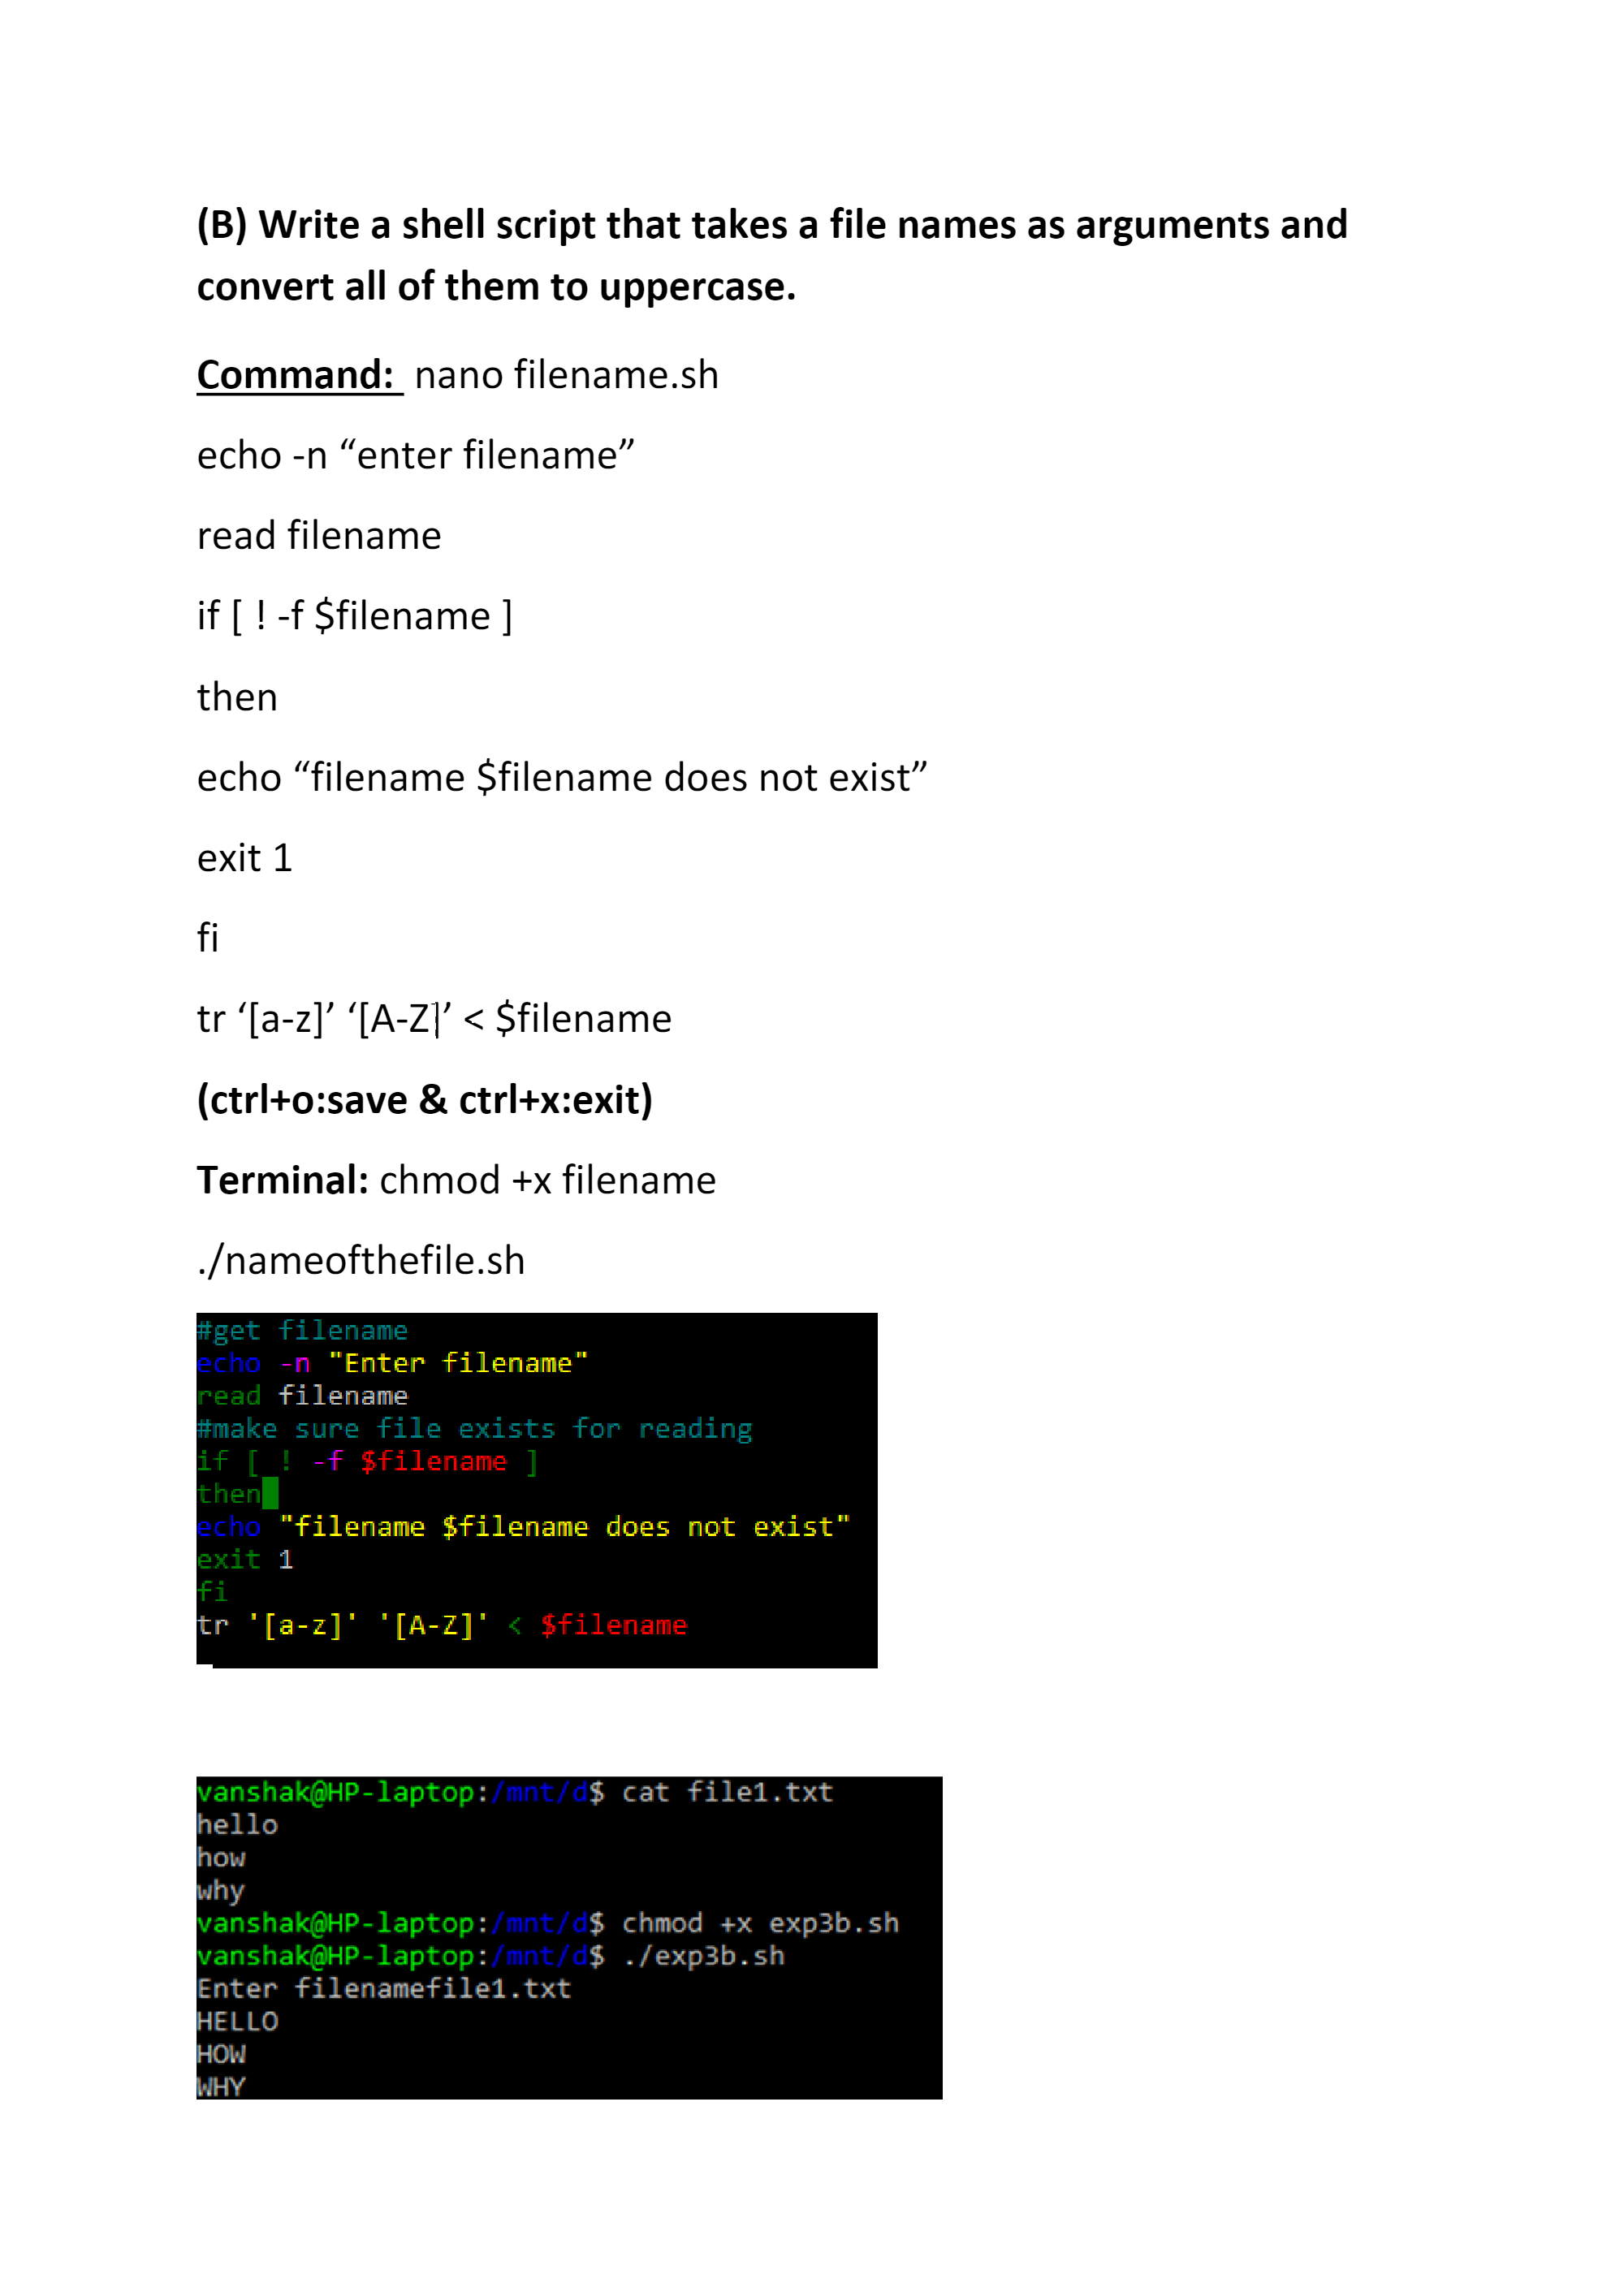 (B) Write a shell script that takes a file names as arguments and
convert all of them to uppercase.
Command: nano filename.sh
echo -n “enter filename”
read filename
if [ ! -f $filename ]
then
echo “filename $filename does not exist”
exit 1
fi
tr ‘[a-z]’ ‘[A-Z]’ < $filename
(ctrl+o:save & ctrl+x:exit)
Terminal: chmod +x filename
./nameofthefile.sh
#get filename
echo -n "Enter filename"
read filename
#make sure file exists for reading
if [ ! -f $filename ]
then
echo "filename $filename does not exist"
exit 1
fi
tr '[a-z]' '[A-Z]' < $filename
vanshak@HP-laptop:/mnt/d$ cat file1.txt
hello
how
why
vanshak@HP-laptop:/mnt/d$ chmod +x exp3b.sh
vanshak@HP-laptop:/mnt/d$ ./exp3b.sh
Enter filenamefile1.txt
HELLO
HOW
WHY